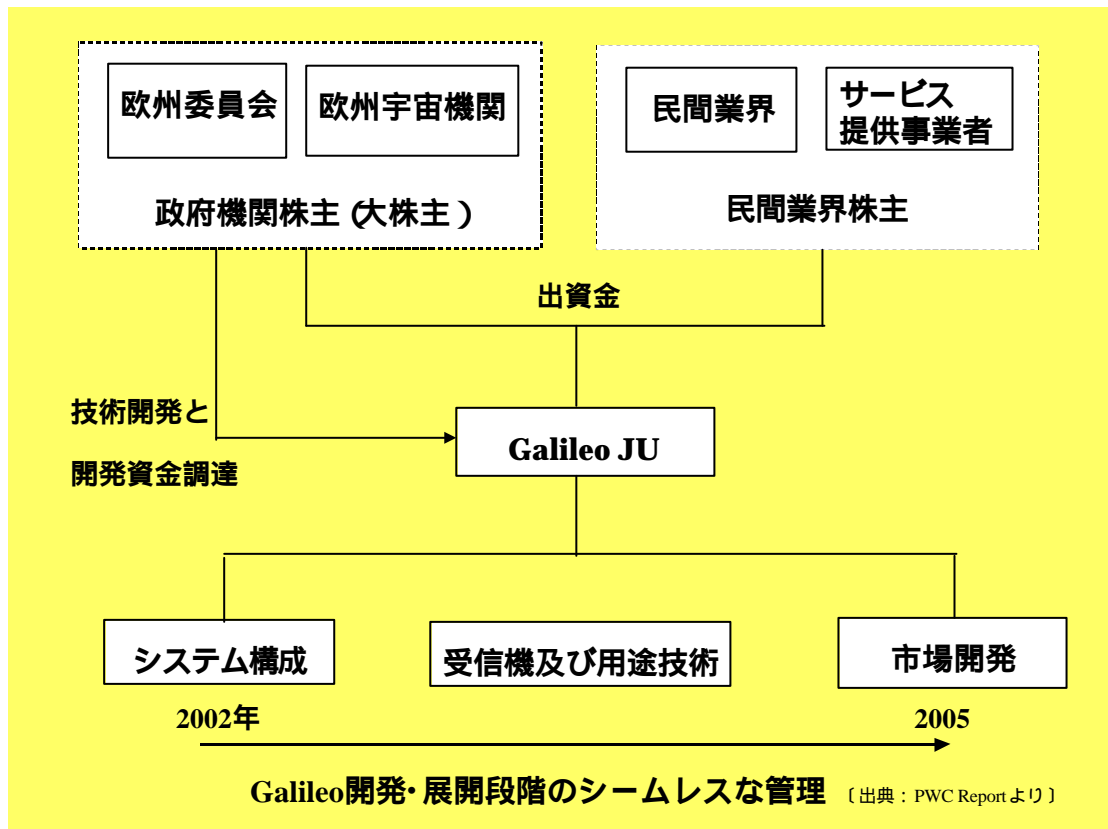 欧州委員会
欧州宇宙機関
政府機関株主(大株主)
民間業界
サービス
提供事業者
民間業界株主
出資金
技術開発と
開発資金調達
Galileo JU
システム構成
受信機及び用途技術
市場開発
2002年
2005
Galileo開発・展開段階のシームレスな管理 〔出典：PWC Reportより〕